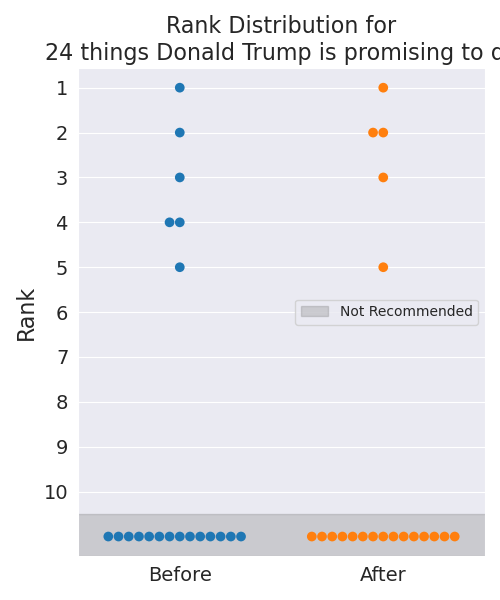 Rank Distribution for
24 things Donald Trump is promising to
1
2
3
4
5
6
7
8
9
10
Rank
Not Recommended
Before
After